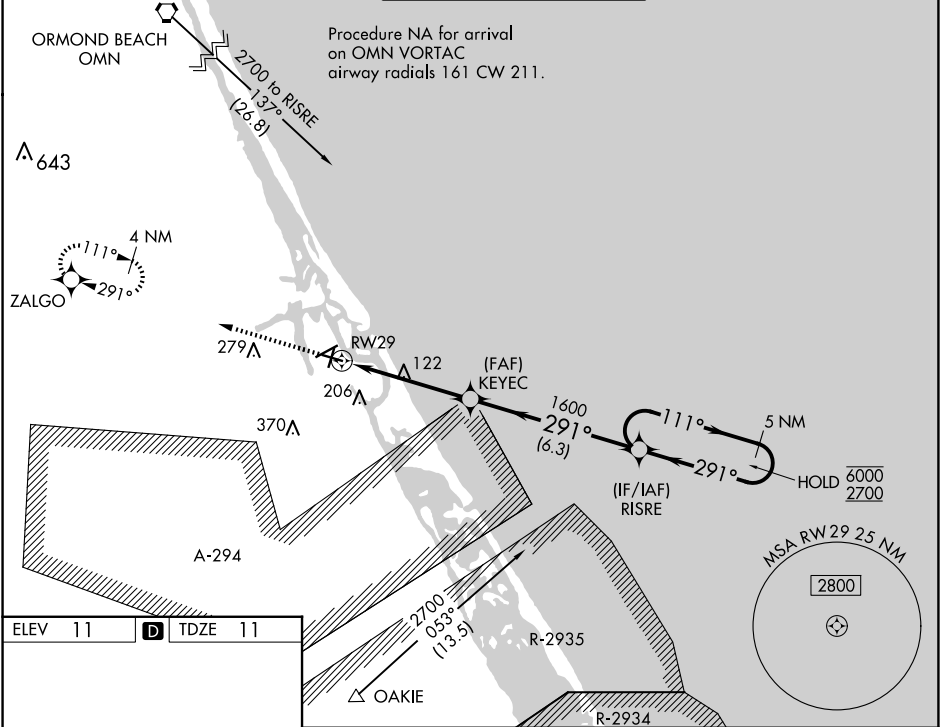 ORMOND BEACH
OMN
Procedure NA for arrival
on OMN VORTAC
airway radials 161 CW 211.
2700 to RISRE
137°
(26.8)
643
4 NM
111°
291°
ZALGO
RW29
279
122
(FAF)
KEYEC
206
1600
291°
(6.3)
370
111°
5 NM
291°
HOLD 6000
2700
(IF/IAF)
RISRE
A-294
MSA RW29 25 NM
2800
2700
053°
(13.5)
R-2935
ELEV 11 D TDZE 11
OAKIE
R-2934